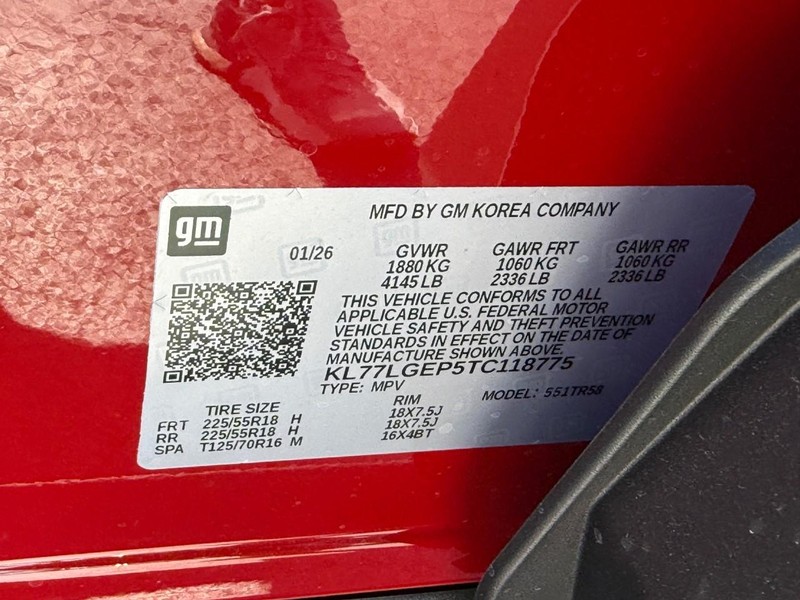 gm
MFD BY GM KOREA COMPANY
01/26 GVWR GAWR FRT GAWR RR
1880 KG 1060 KG 1060 KG
4145 LB 2336 LB 2336 LB
THIS VEHICLE CONFORMS TO ALL
APPLICABLE U.S. FEDERAL MOTOR
VEHICLE SAFETY AND THEFT PREVENTION
STANDARDS IN EFFECT ON THE DATE OF
MANUFACTURE SHOWN ABOVE.
KL77LGEP5TC118775
TYPE: MPV MODEL: 551TR58
TIRE SIZE RIM
FRT 225/55R18 H 18X7.5J
RR 225/55R18 H 18X7.5J
SPA T125/70R16 M 16X4BT